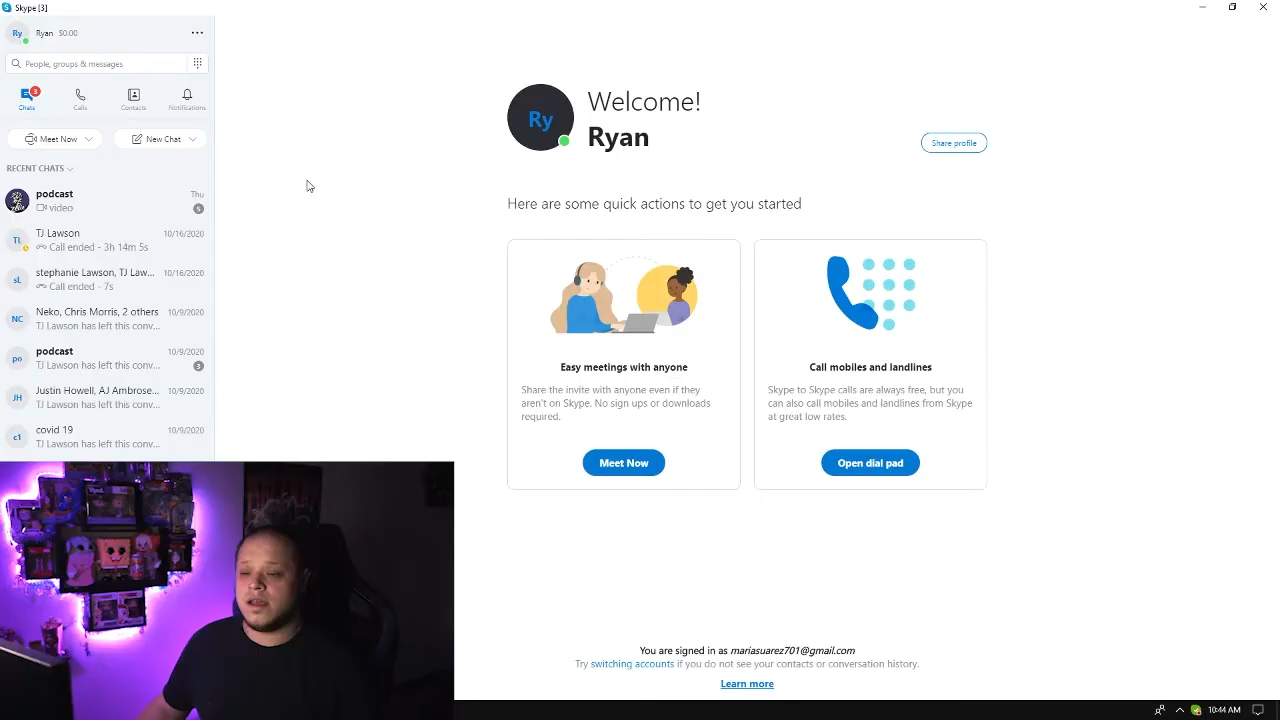 Skype [3]
Ry
Ryan $0.00
People, groups & messages
3
Chats
Calls
Contacts
Notifications
Meet Now
New Chat
RECENT CHATS
podcast
Thu
video
5
TL
TJ Lawson
10/16/2020
Call ended - 3h 14m 5s
sL
stephanie Lawson, TJ Law...
10/16/2020
Call ended - 7s
NC
Neko, Chris Morris, 2 others
10/9/2020
TJ Lawson has left this conv...
po
podcast
10/9/2020
TJ Lawson has left this conv...
3
JH
Justin Howell, AJ Ambrose...
10/9/2020
TJ Lawson has left this conv...
c1
covid 19
10/9/2020
TJ Lawson has left this conv...
Ry
Welcome!
Ryan
Share profile
Here are some quick actions to get you started
Easy meetings with anyone
Share the invite with anyone even if they
aren't on Skype. No sign ups or downloads
required.
Meet Now
Call mobiles and landlines
Skype to Skype calls are always free, but you
can also call mobiles and landlines from Skype
at great low rates.
Open dial pad
You are signed in as mariasuarez701@gmail.com
Try switching accounts if you do not see your contacts or conversation history.
Learn more
10:44 AM